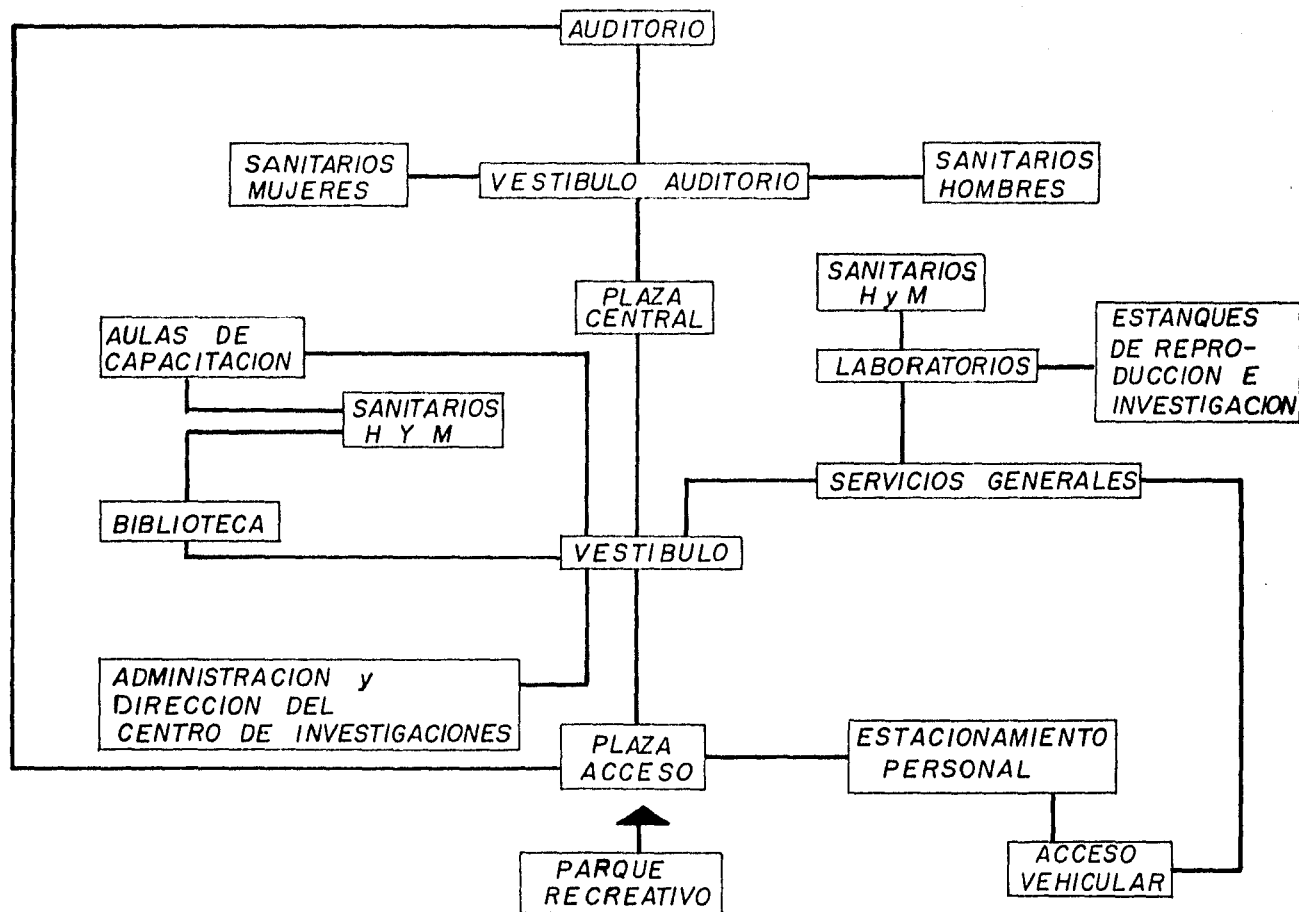 AUDITORIO
SANITARIOS
MUJERES
VESTIBULO AUDITORIO
SANITARIOS
HOMBRES
SANITARIOS
H y M
PLAZA
CENTRAL
AULAS DE
CAPACITACION
LABORATORIOS
ESTANQUES
DE REPRO-
DUCCION E
INVESTIGACION
SANITARIOS
H Y M
SERVICIOS GENERALES
BIBLIOTECA
VESTIBULO
ADMINISTRACION y
DIRECCION DEL
CENTRO DE INVESTIGACIONES
PLAZA
ACCESO
ESTACIONAMIENTO
PERSONAL
PARQUE
RECREATIVO
ACCESO
VEHICULAR